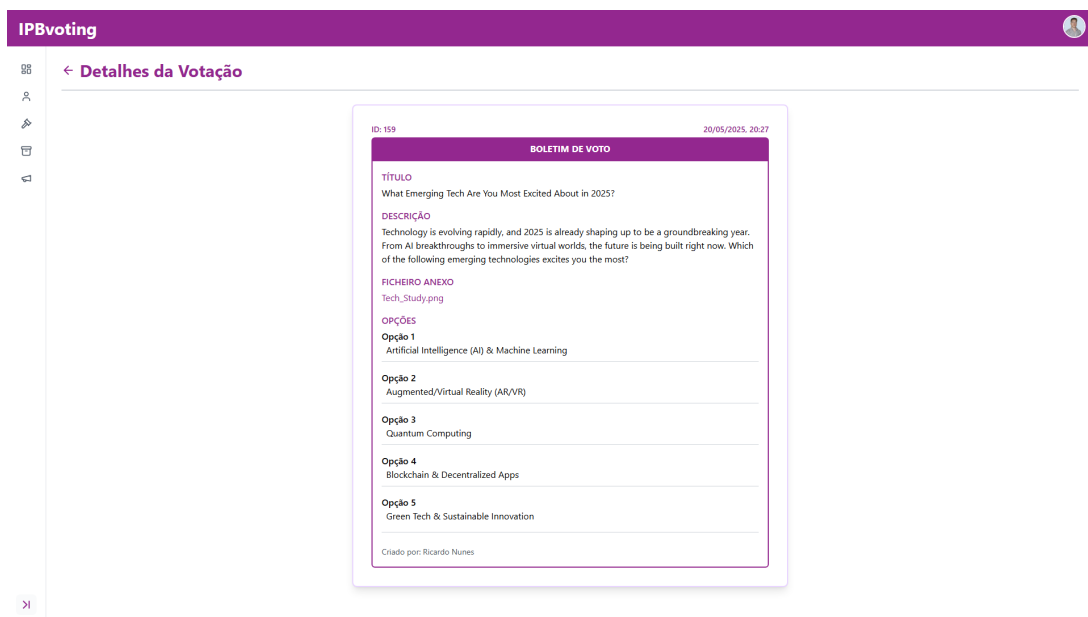 IPBvoting
← Detalhes da Votação
ID: 159 20/05/2025, 20:27
BOLETIM DE VOTO
TÍTULO
What Emerging Tech Are You Most Excited About in 2025?
DESCRIÇÃO
Technology is evolving rapidly, and 2025 is already shaping up to be a groundbreaking year.
From AI breakthroughs to immersive virtual worlds, the future is being built right now. Which
of the following emerging technologies excites you the most?
FICHEIRO ANEXO
Tech_Study.png
OPÇÕES
Opção 1
Artificial Intelligence (AI) & Machine Learning
Opção 2
Augmented/Virtual Reality (AR/VR)
Opção 3
Quantum Computing
Opção 4
Blockchain & Decentralized Apps
Opção 5
Green Tech & Sustainable Innovation
Criado por: Ricardo Nunes